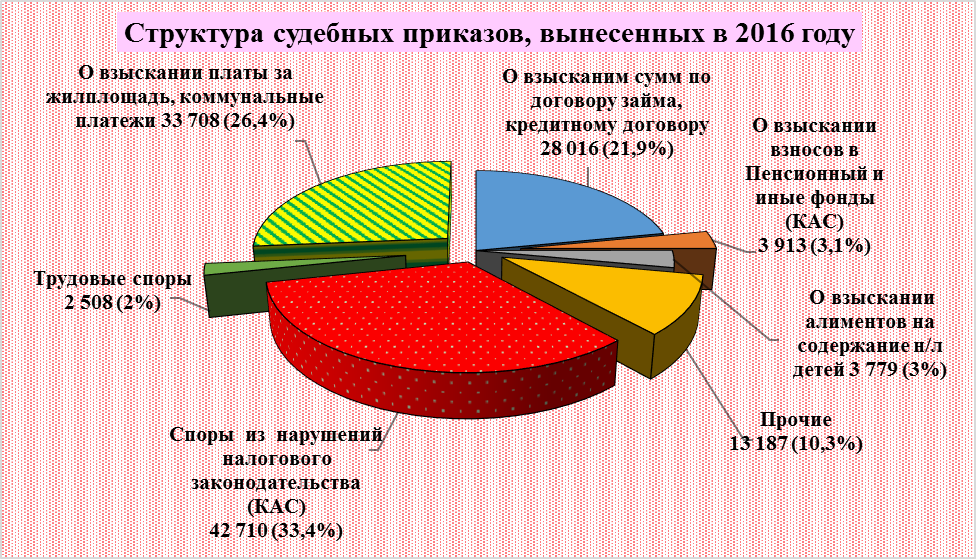 Структура судебных приказов, вынесенных в 2016 году
О взыскании платы за
жилплощадь, коммунальные
платежи 33 708 (26,4%)
О взысканим сумм по
договору займа,
кредитному договору
28 016 (21,9%)
О взыскании
взносов в
Пенсионный и
иные фонды
(КАС)
3 913 (3,1%)
Трудовые споры
2 508 (2%)
О взыскании
алиментов на
содержание н/л
детей 3 779 (3%)
Прочие
13 187 (10,3%)
Споры из нарушений
налогового
законодательства
(КАС)
42 710 (33,4%)